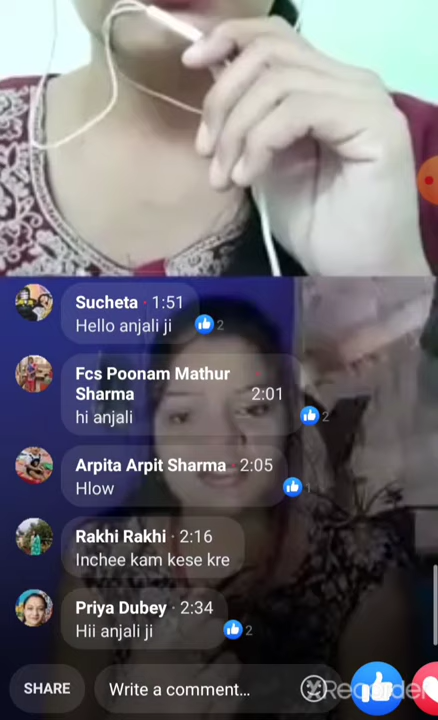 Sucheta · 1:51
Hello anjali ji
2
Fcs Poonam Mathur
Sharma 2:01
hi anjali
2
Arpita Arpit Sharma · 2:05
Hlow
1
Rakhi Rakhi · 2:16
Inchee kam kese kre
Priya Dubey · 2:34
Hii anjali ji
2
SHARE
Write a comment...
Recorder